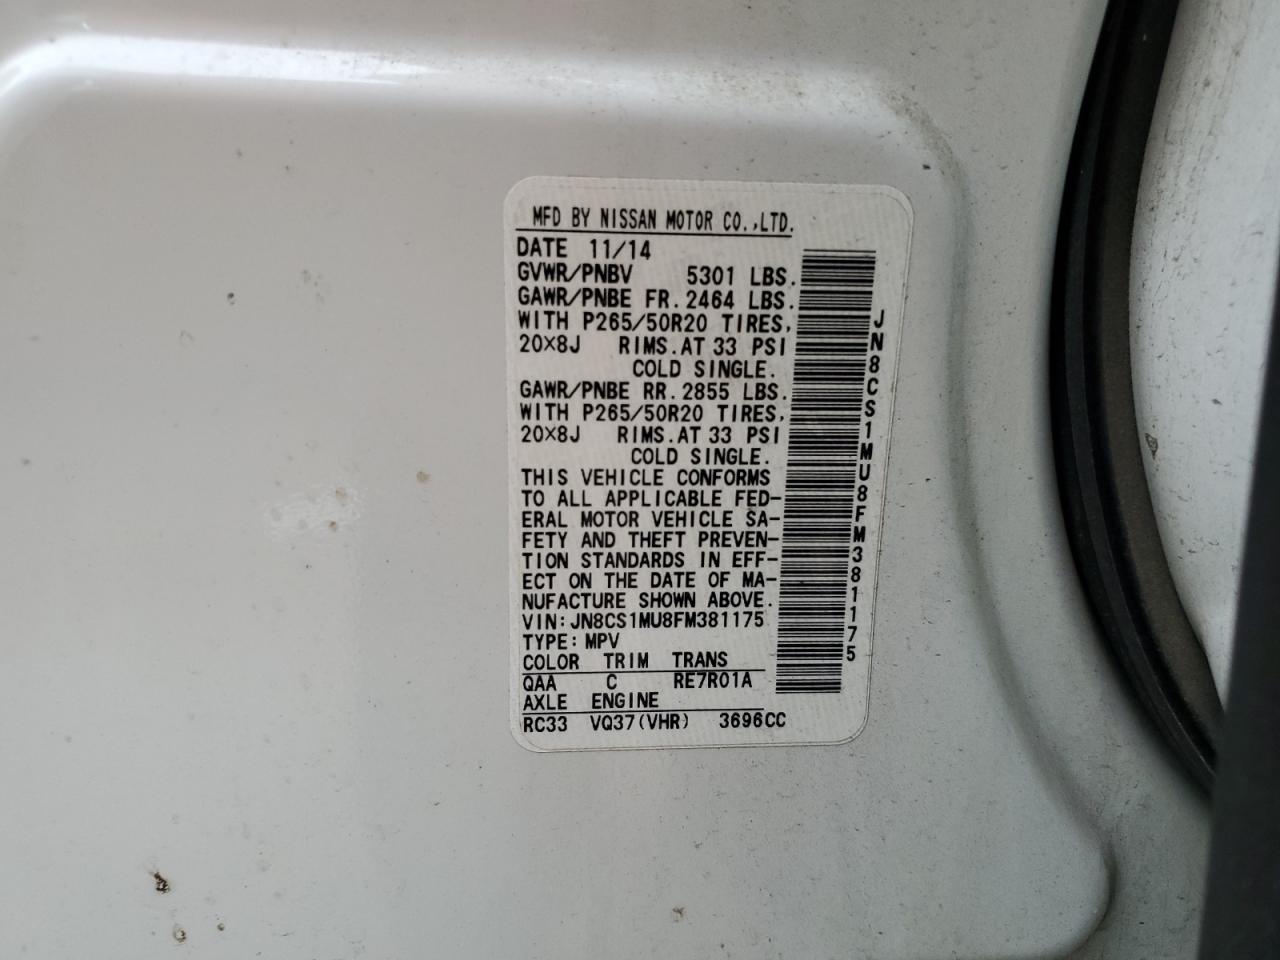 MFD BY NISSAN MOTOR CO.,LTD.
DATE 11/14
GVWR/PNBV 5301 LBS.
GAWR/PNBE FR. 2464 LBS.
WITH P265/50R20 TIRES,
20×8J RIMS.AT 33 PSI
COLD SINGLE.
GAWR/PNBE RR. 2855 LBS.
WITH P265/50R20 TIRES,
20×8J RIMS.AT 33 PSI
COLD SINGLE.
THIS VEHICLE CONFORMS
TO ALL APPLICABLE FED-
ERAL MOTOR VEHICLE SA-
FETY AND THEFT PREVEN-
TION STANDARDS IN EFF-
ECT ON THE DATE OF MA-
NUFACTURE SHOWN ABOVE.
VIN:JN8CS1MU8FM381175
TYPE: MPV
COLOR TRIM TRANS
QAA C RE7R01A
AXLE ENGINE
RC33 VQ37(VHR) 3696CC
JN8CS1MU8FM381175